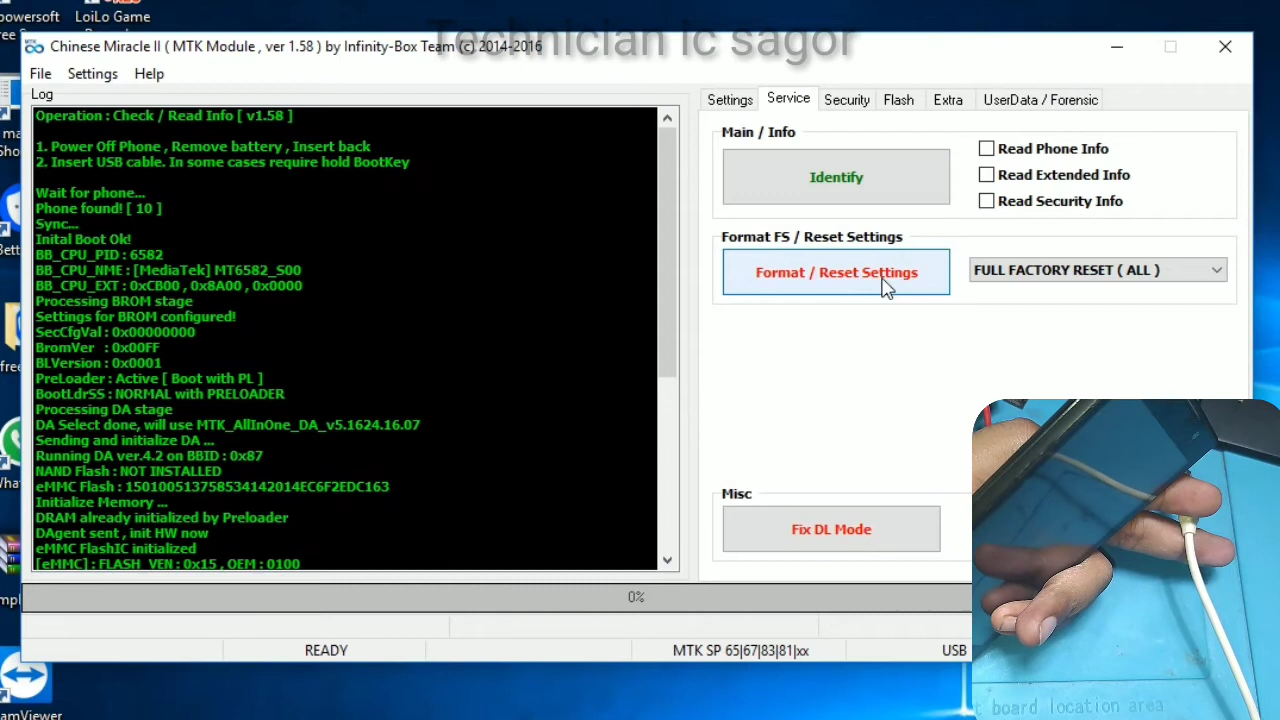 powersoft
LoiLo Game
Technician ic sagor
Chinese Miracle II ( MTK Module , ver 1.58 ) by Infinity-Box Team (c) 2014-2016
File Settings Help
Log
Operation : Check / Read Info [ v1.58 ]
1. Power Off Phone , Remove battery , Insert back
2. Insert USB cable. In some cases require hold BootKey
Wait for phone...
Phone found! [ 10 ]
Sync...
Inital Boot Ok!
BB_CPU_PID : 6582
BB_CPU_NME : [MediaTek] MT6582_S00
BB_CPU_EXT : 0xCB00 , 0x8A00 , 0x0000
Processing BROM stage
Settings for BROM configured!
SecCfgVal : 0x00000000
BromVer : 0x00FF
BLVersion : 0x0001
PreLoader : Active [ Boot with PL ]
BootLdrSS : NORMAL with PRELOADER
Processing DA stage
DA Select done, will use MTK_AllInOne_DA_v5.1624.16.07
Sending and initialize DA ...
Running DA ver.4.2 on BBID : 0x87
NAND Flash : NOT INSTALLED
eMMC Flash : 150100513758534142014EC6F2EDC163
Initialize Memory ...
DRAM already initialized by Preloader
DAgent sent , init HW now
eMMC FlashIC initialized
[eMMC] : FLASH_VEN : 0x15 , OEM : 0100
Settings Service Security Flash Extra UserData / Forensic
Main / Info
Identify
Read Phone Info
Read Extended Info
Read Security Info
Format FS / Reset Settings
Format / Reset Settings
FULL FACTORY RESET ( ALL )
Misc
Fix DL Mode
0%
READY
MTK SP 65|67|83|81|xx
USB
board location area